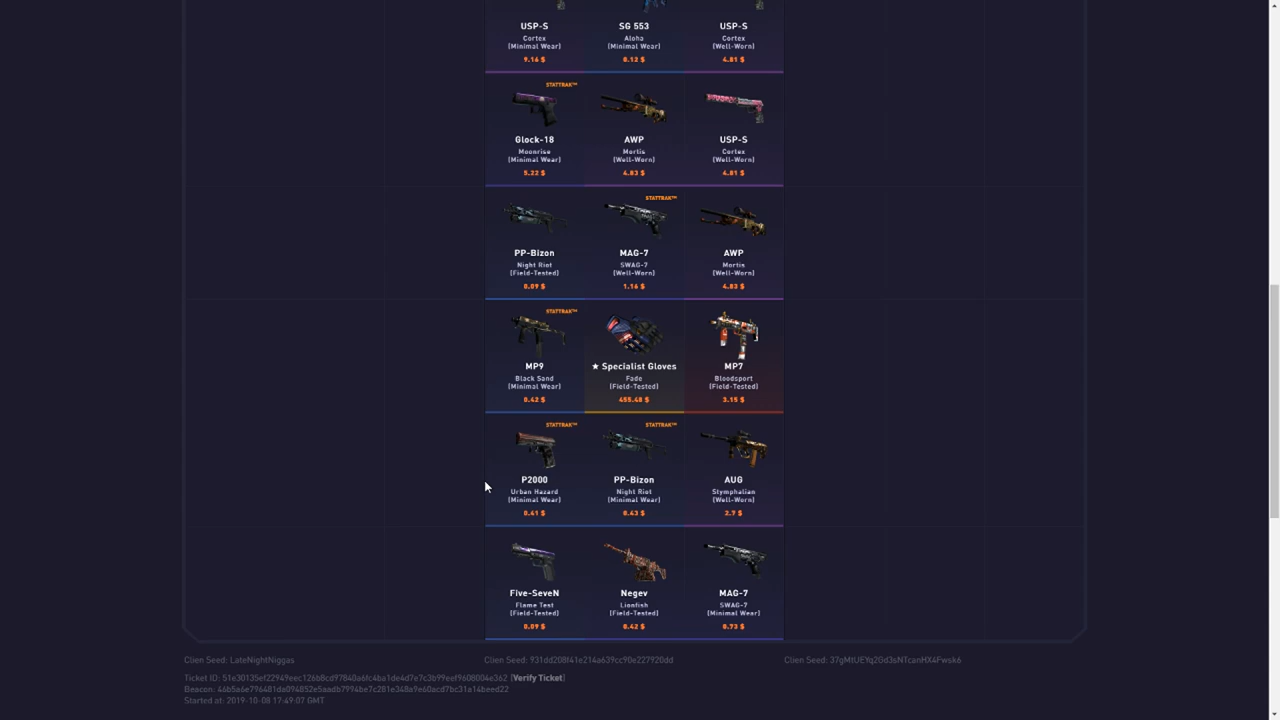 USP-S
Cortex
(Minimal Wear)
9.16 $
SG 553
Aloha
(Minimal Wear)
0.12 $
USP-S
Cortex
(Well-Worn)
4.81 $
STATTRAK™
Glock-18
Moonrise
(Minimal Wear)
5.22 $
AWP
Mortis
(Well-Worn)
4.83 $
USP-S
Cortex
(Well-Worn)
4.81 $
PP-Bizon
Night Riot
(Field-Tested)
0.09 $
STATTRAK™
MAG-7
SWAG-7
(Well-Worn)
1.16 $
AWP
Mortis
(Well-Worn)
4.83 $
STATTRAK™
MP9
Black Sand
(Minimal Wear)
0.42 $
★ Specialist Gloves
Fade
(Field-Tested)
455.48 $
MP7
Bloodsport
(Field-Tested)
3.15 $
STATTRAK™
P2000
Urban Hazard
(Minimal Wear)
0.41 $
STATTRAK™
PP-Bizon
Night Riot
(Minimal Wear)
0.43 $
AUG
Stymphalian
(Well-Worn)
2.7 $
Five-SeveN
Flame Test
(Field-Tested)
0.09 $
Negev
Lionfish
(Field-Tested)
0.42 $
MAG-7
SWAG-7
(Minimal Wear)
0.73 $
Clien Seed: LateNightNiggas
Clien Seed: 931dd208f41e214a639cc90e227920dd
Clien Seed: 37gMtUEYq2Gd3sNTcanHX4Fwsk6
Ticket ID: 51e30135ef22949eec126b8cd97840a6fc4ba1de4d7e7c3b99eef9608004e362 [Verify Ticket]
Beacon: 46b5a6e796481da094852e5aadb7994be7c281e348a9e60acd7bc31a14beed22
Started at: 2019-10-08 17:49:07 GMT